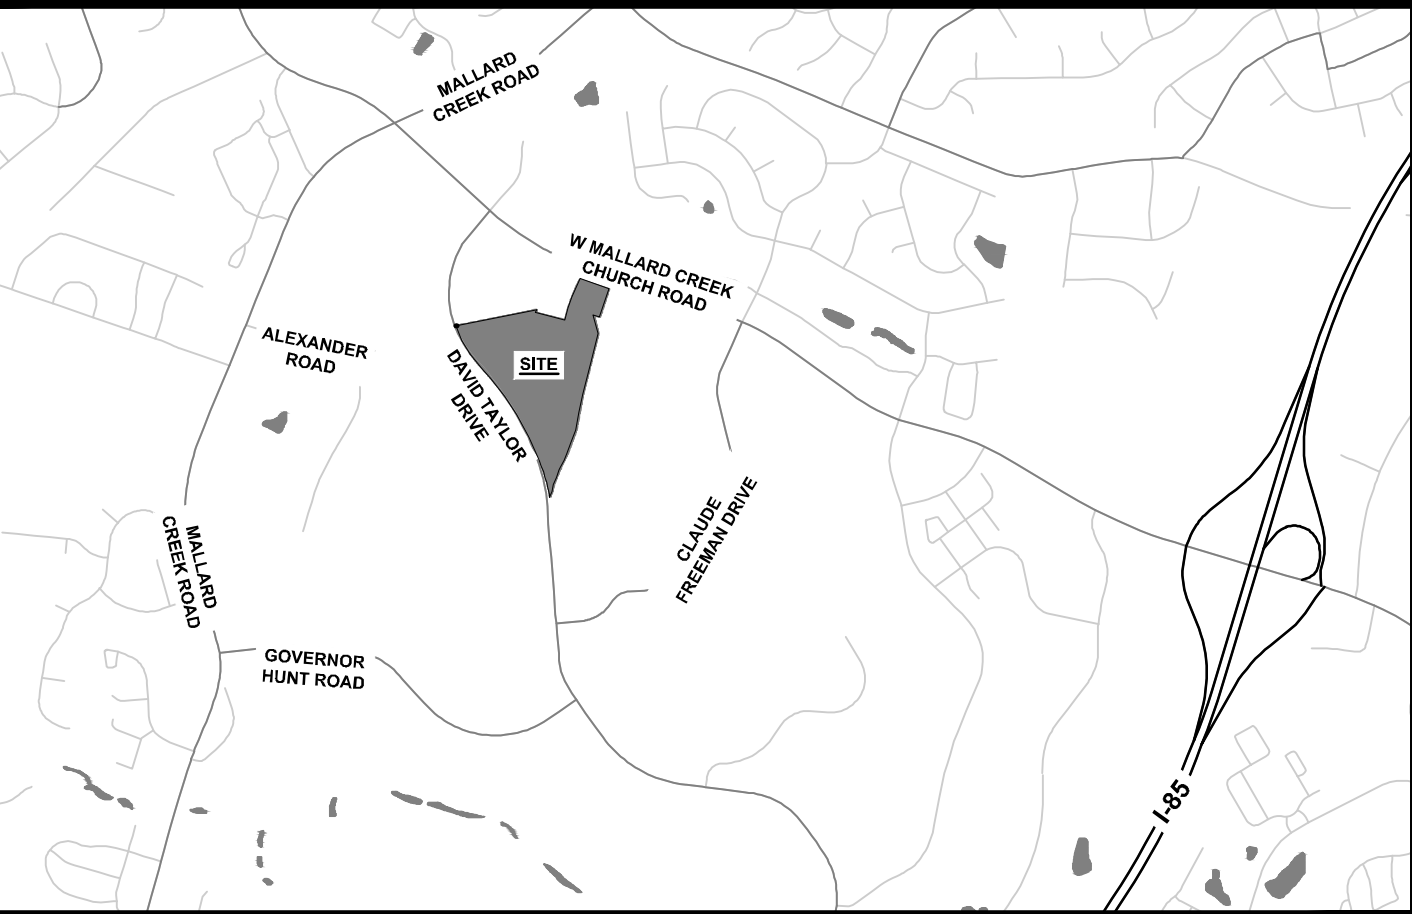 MALLARD
CREEK ROAD
W MALLARD CREEK
CHURCH ROAD
ALEXANDER
ROAD
SITE
DAVID TAYLOR
DRIVE
CLAUDE
FREEMAN DRIVE
MALLARD
CREEK ROAD
GOVERNOR
HUNT ROAD
I-85